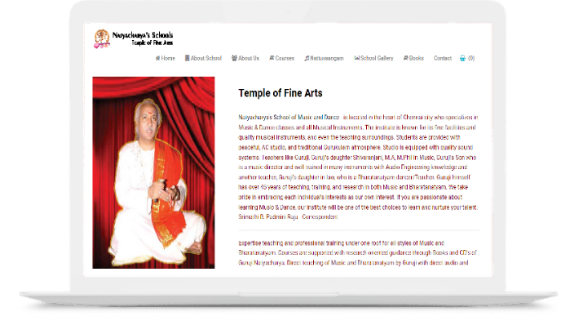 Natyacharya's Schools
Temple of Fine Arts
Home About School About Us Courses Nattuvaangam School Gallery Books Contact (0)
Temple of Fine Arts
Natyacharyas School of Music and Dance is located in the heart of Chennai city who specializes in
Music & Dance classes and all Musical Instruments. The institute is known for its fine facilities and
quality musical instruments, and even the teaching surroundings. Students are provided with
peaceful, AC studio, and traditional Gurukulam atmosphere. Studio is equipped with quality sound
systems. Teachers like Guruji, Guruji's daughter Shivaranjani, M.A, M.Phil in Music, Guruji's Son who
is a music director and well trained in many instruments with Audio Engineering knowledge and
another teacher, Guruji's daughter in law, who is a Bharatanatyam dancer/Teacher. Guruji himself
has over 45 years of teaching, training, and research in both Music and Bharatanatyam. We take
pride in embracing each individual's interests as our own interest. If you are passionate about
learning Music & Dance, our institute will be one of the best choices to learn and nurture your talent.
Srimathi R. Padmini Raja - Correspondent
Expertise teaching and professional training under one roof for all styles of Music and
Bharatanatyam. Courses are supported with research oriented guidance through Books and CD's of
Guruji Natyacharya. Direct teaching of Music and Bharatanatyam by Guruji with direct audio and